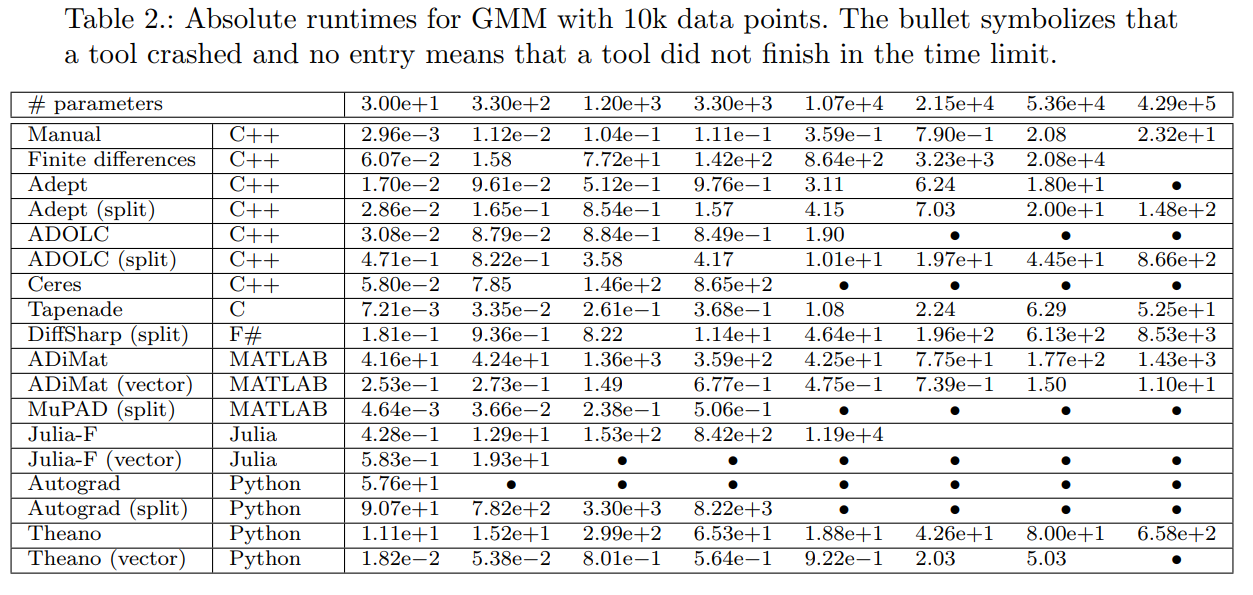 Table 2.: Absolute runtimes for GMM with 10k data points. The bullet symbolizes that
a tool crashed and no entry means that a tool did not finish in the time limit.
# parameters 3.00e+1 3.30e+2 1.20e+3 3.30e+3 1.07e+4 2.15e+4 5.36e+4 4.29e+5
Manual C++ 2.96e−3 1.12e−2 1.04e−1 1.11e−1 3.59e−1 7.90e−1 2.08 2.32e+1
Finite differences C++ 6.07e−2 1.58 7.72e+1 1.42e+2 8.64e+2 3.23e+3 2.08e+4
Adept C++ 1.70e−2 9.61e−2 5.12e−1 9.76e−1 3.11 6.24 1.80e+1 •
Adept (split) C++ 2.86e−2 1.65e−1 8.54e−1 1.57 4.15 7.03 2.00e+1 1.48e+2
ADOLC C++ 3.08e−2 8.79e−2 8.84e−1 8.49e−1 1.90 • • •
ADOLC (split) C++ 4.71e−1 8.22e−1 3.58 4.17 1.01e+1 1.97e+1 4.45e+1 8.66e+2
Ceres C++ 5.80e−2 7.85 1.46e+2 8.65e+2 • • • •
Tapenade C 7.21e−3 3.35e−2 2.61e−1 3.68e−1 1.08 2.24 6.29 5.25e+1
DiffSharp (split) F# 1.81e−1 9.36e−1 8.22 1.14e+1 4.64e+1 1.96e+2 6.13e+2 8.53e+3
ADiMat MATLAB 4.16e+1 4.24e+1 1.36e+3 3.59e+2 4.25e+1 7.75e+1 1.77e+2 1.43e+3
ADiMat (vector) MATLAB 2.53e−1 2.73e−1 1.49 6.77e−1 4.75e−1 7.39e−1 1.50 1.10e+1
MuPAD (split) MATLAB 4.64e−3 3.66e−2 2.38e−1 5.06e−1 • • • •
Julia-F Julia 4.28e−1 1.29e+1 1.53e+2 8.42e+2 1.19e+4
Julia-F (vector) Julia 5.83e−1 1.93e+1 • • • • • •
Autograd Python 5.76e+1 • • • • • • •
Autograd (split) Python 9.07e+1 7.82e+2 3.30e+3 8.22e+3 • • • •
Theano Python 1.11e+1 1.52e+1 2.99e+2 6.53e+1 1.88e+1 4.26e+1 8.00e+1 6.58e+2
Theano (vector) Python 1.82e−2 5.38e−2 8.01e−1 5.64e−1 9.22e−1 2.03 5.03 •